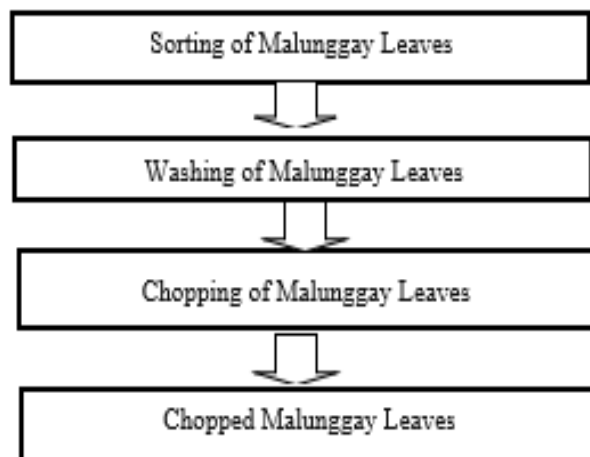 Sorting of Malunggay Leaves
Washing of Malunggay Leaves
Chopping of Malunggay Leaves
Chopped Malunggay Leaves